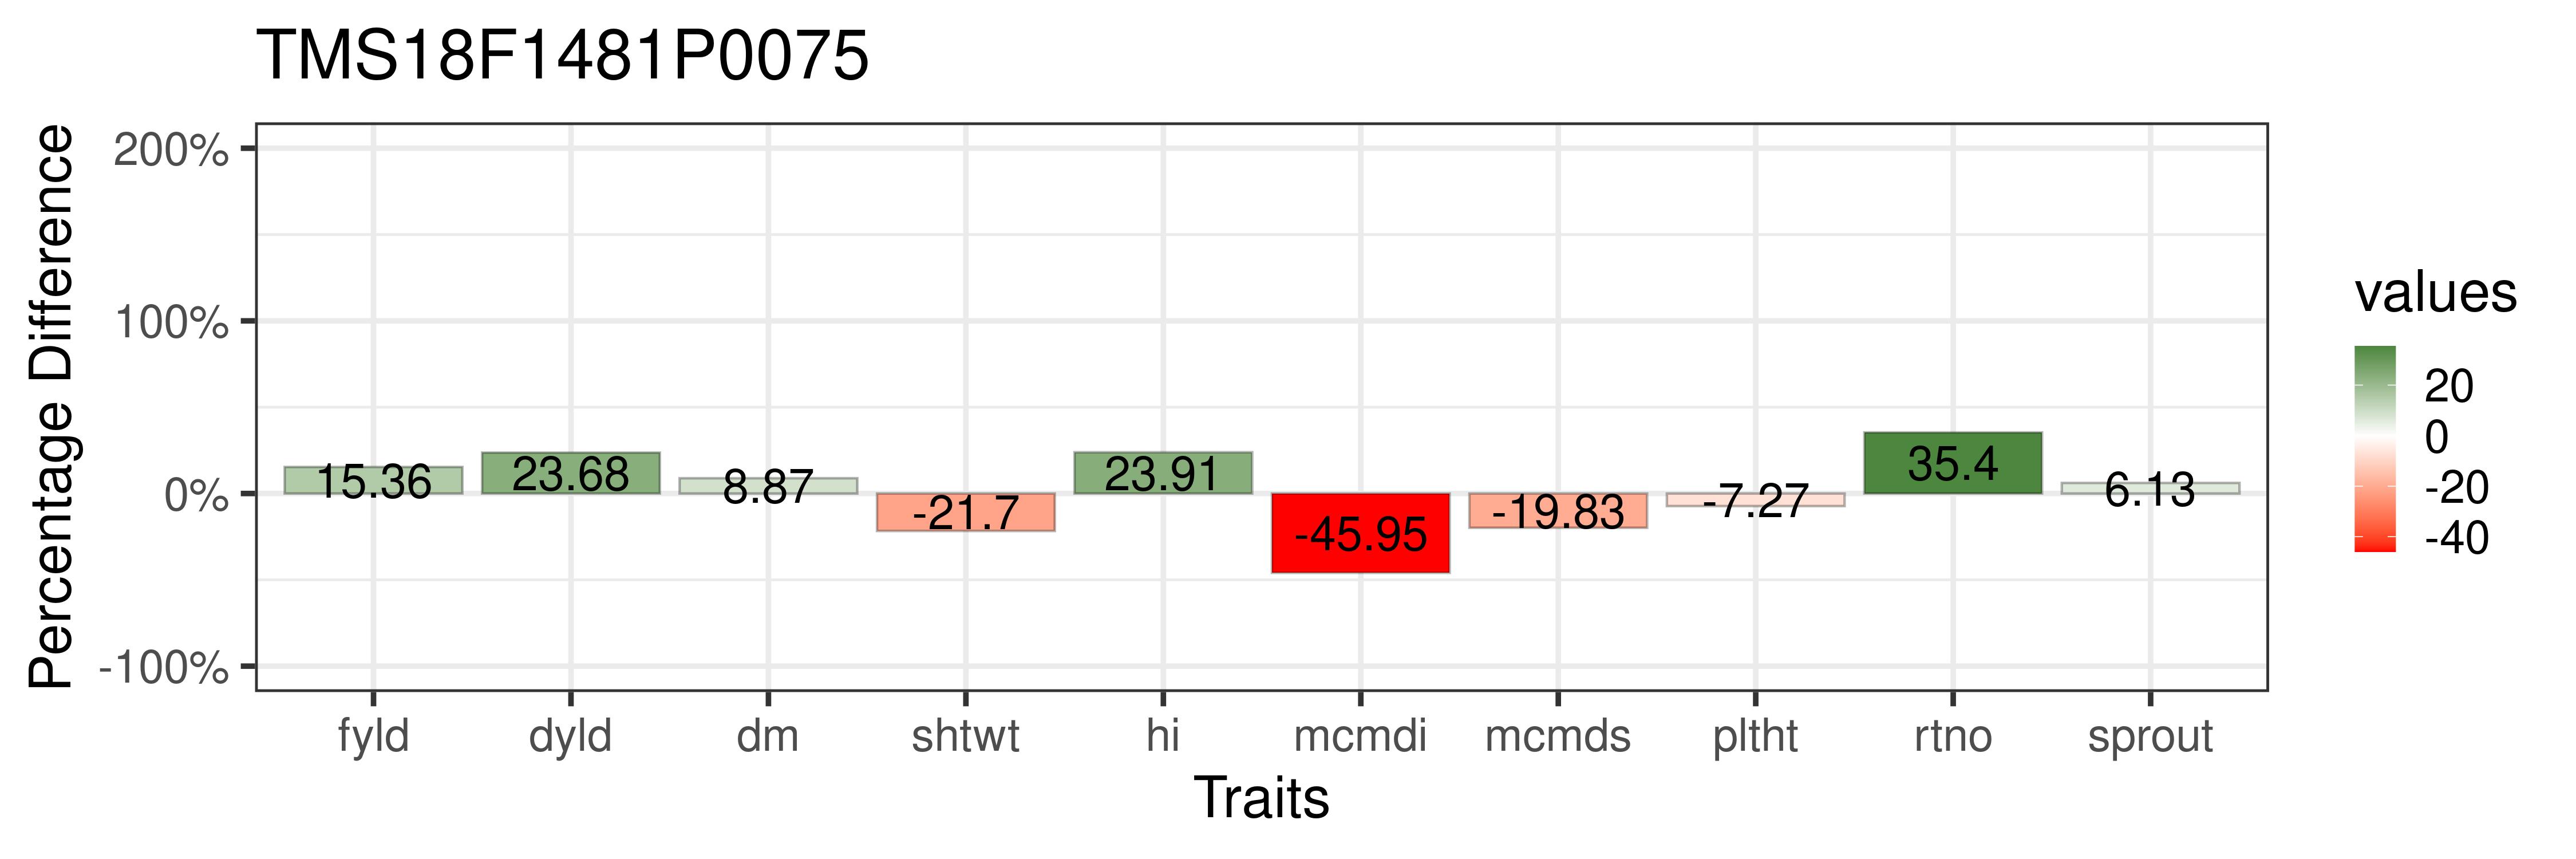 TMS18F1481P0075
Percentage Difference
200%
100%
0%
-100%
15.36
23.68
8.87
-21.7
23.91
-45.95
-19.83
-7.27
35.4
6.13
fyld
dyld
dm
shtwt
hi
mcmdi
mcmds
pltht
rtno
sprout
Traits
values
20
0
-20
-40